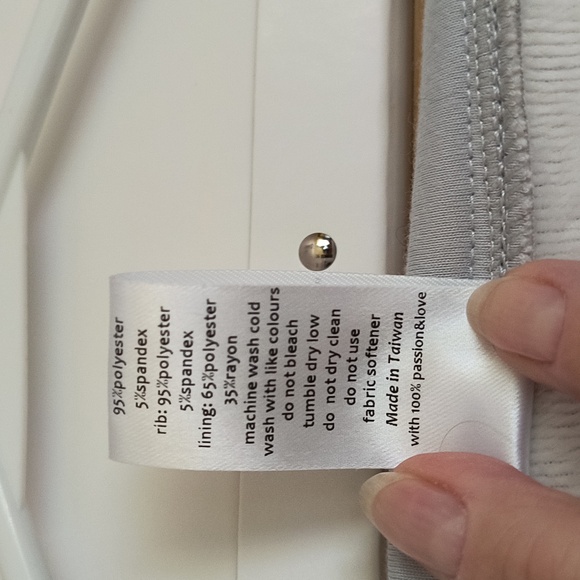 95%polyester
5%spandex
rib: 95%polyester
5%spandex
lining: 65%polyester
35%rayon
machine wash cold
wash with like colours
do not bleach
tumble dry low
do not dry clean
do not use
fabric softener
Made in Taiwan
with 100% passion&love